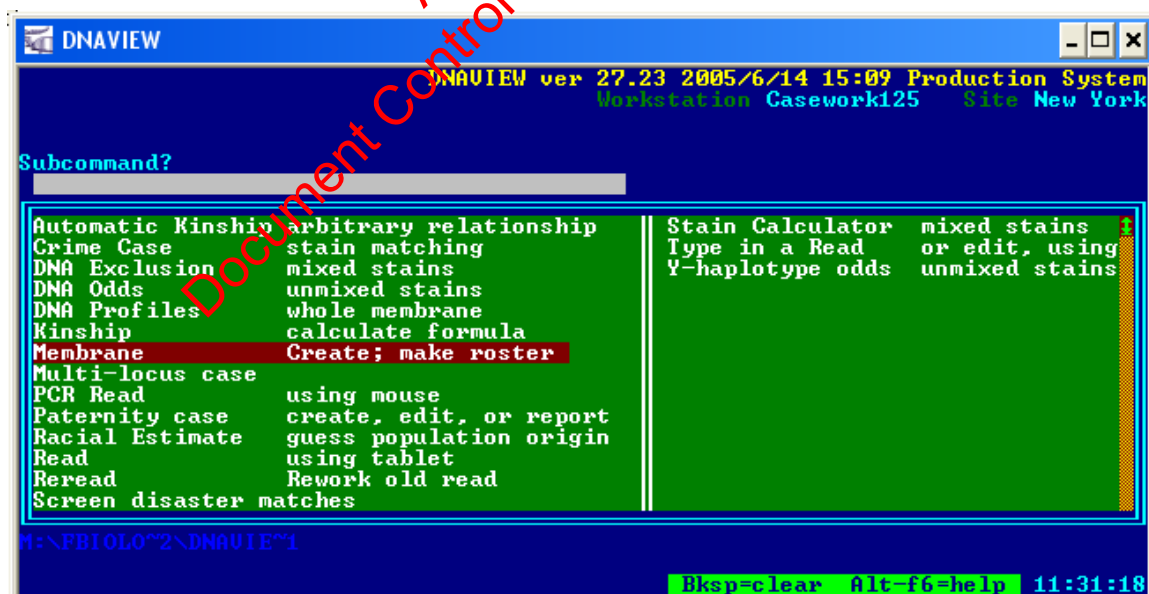 DNAVIEW
DNAVIEW ver 27.23 2005/6/14 15:09 Production System
Workstation Casework125 Site New York
Subcommand?
Automatic Kinship arbitrary relationship
Crime Case stain matching
DNA Exclusion mixed stains
DNA Odds unmixed stains
DNA Profiles whole membrane
Kinship calculate formula
Membrane Create; make roster
Multi-locus case
PCR Read using mouse
Paternity case create, edit, or report
Racial Estimate guess population origin
Read using tablet
Reread Rework old read
Screen disaster matches
Stain Calculator mixed stains
Type in a Read or edit, using
Y-haplotype odds unmixed stains
M:\FBIOLO~2\DNAVIE~1
Bksp=clear Alt-f6=help 11:31:18
Document Control